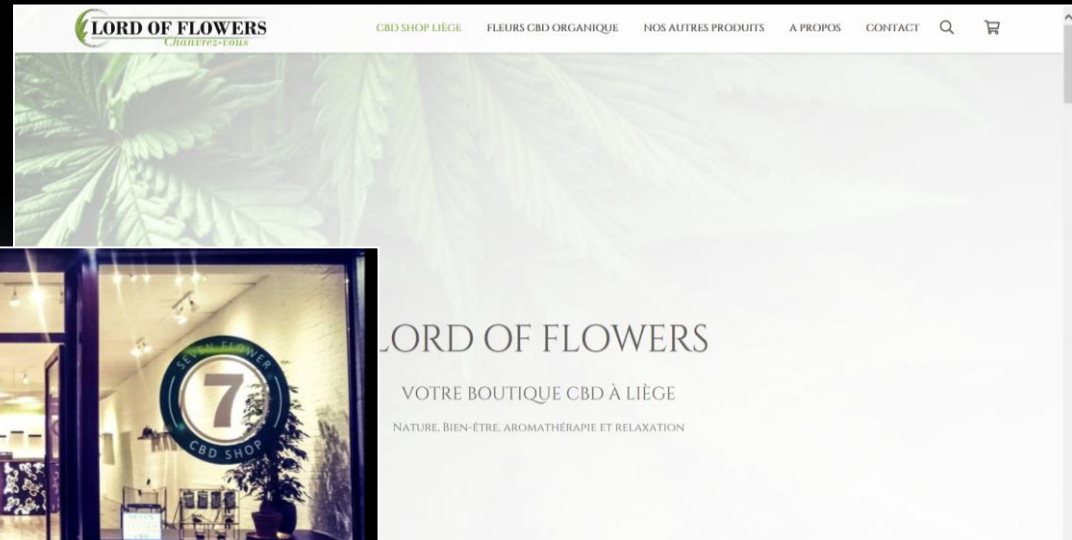 LORD OF FLOWERS
Chanvrez-vous
CBD SHOP LIÈGE
FLEURS CBD ORGANIQUE
NOS AUTRES PRODUITS
A PROPOS
CONTACT
LORD OF FLOWERS
VOTRE BOUTIQUE CBD À LIÈGE
NATURE, BIEN-ÊTRE, AROMATHÉRAPIE ET RELAXATION
SEVEN FLOWER
7
CBD SHOP